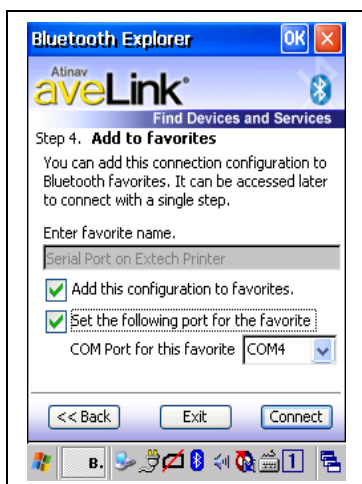 Bluetooth Explorer OK
Atinav
aveLink®
Find Devices and Services
Step 4. Add to favorites
You can add this connection configuration to
Bluetooth favorites. It can be accessed later
to connect with a single step.
Enter favorite name.
Serial Port on Extech Printer
Add this configuration to favorites.
Set the following port for the favorite
COM Port for this favorite COM4
<< Back Exit Connect
B. 1